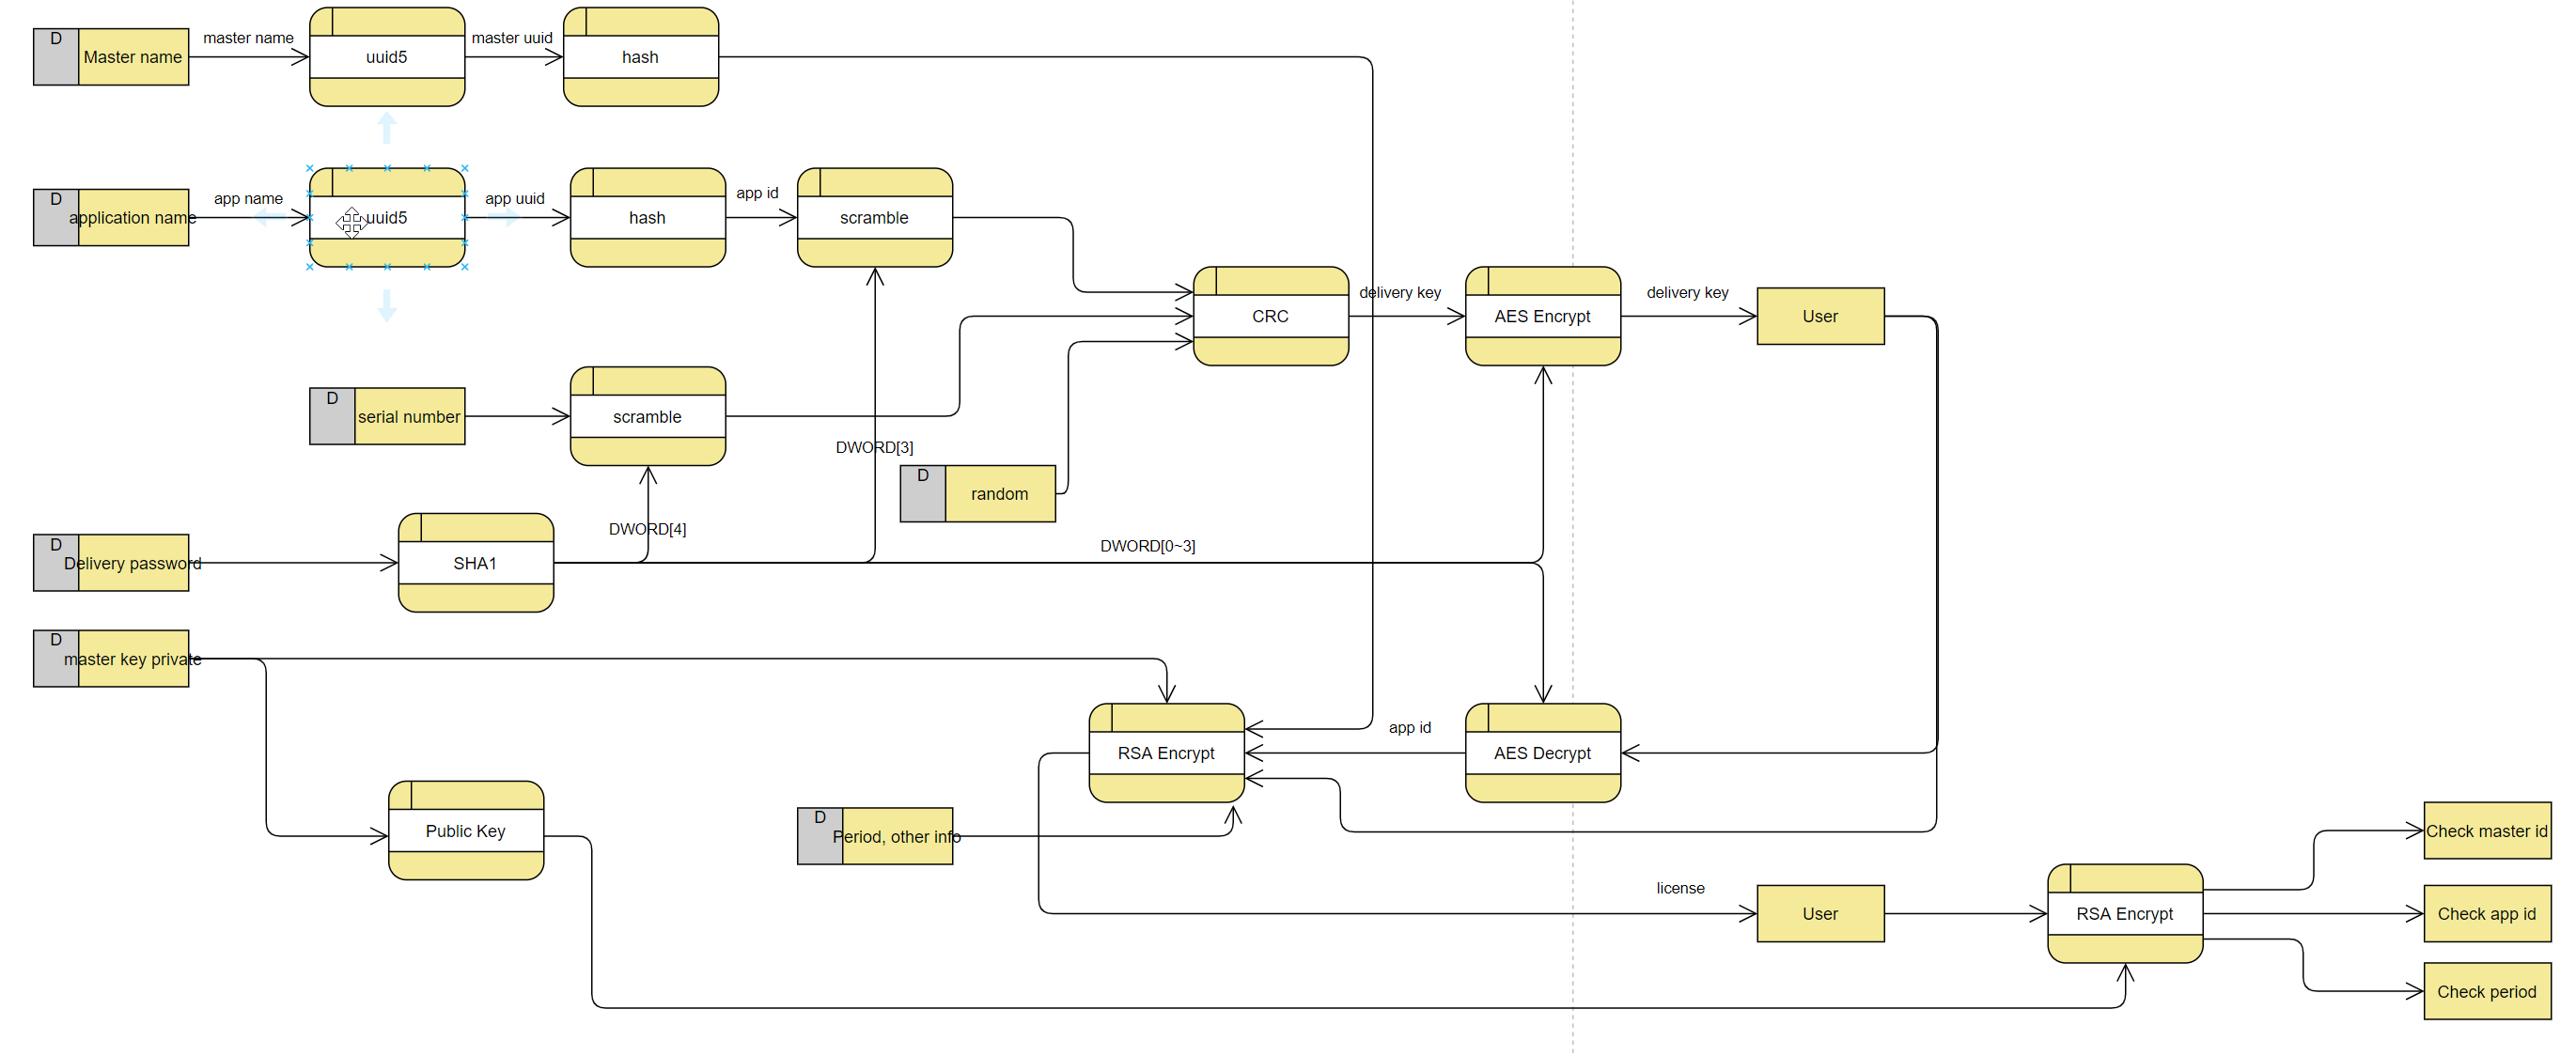 D
Master name
master name
uuid5
master uuid
hash
D
application name
app name
uuid5
app uuid
hash
app id
scramble
CRC
delivery key
AES Encrypt
delivery key
User
D
serial number
scramble
DWORD[3]
D
random
DWORD[4]
D
Delivery password
SHA1
DWORD[0~3]
D
master key private
RSA Encrypt
app id
AES Decrypt
Public Key
D
Period, other info
license
User
RSA Encrypt
Check master id
Check app id
Check period